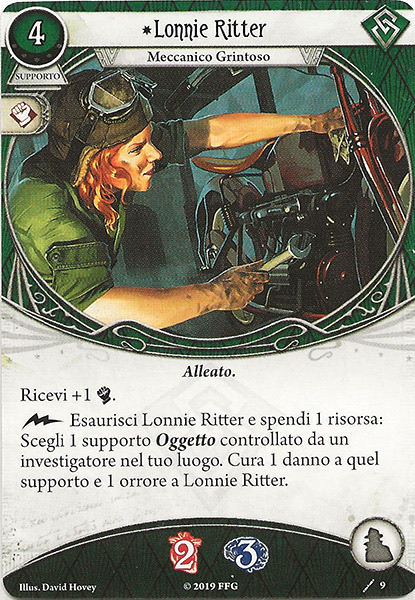 4
*Lonnie Ritter
Meccanico Grintoso
SUPPORTO
Alleato.
Ricevi +1 .
Esaurisci Lonnie Ritter e spendi 1 risorsa:
Scegli 1 supporto Oggetto controllato da un
investigatore nel tuo luogo. Cura 1 danno a quel
supporto e 1 orrore a Lonnie Ritter.
2 3
Illus. David Hovey © 2019 FFG 9